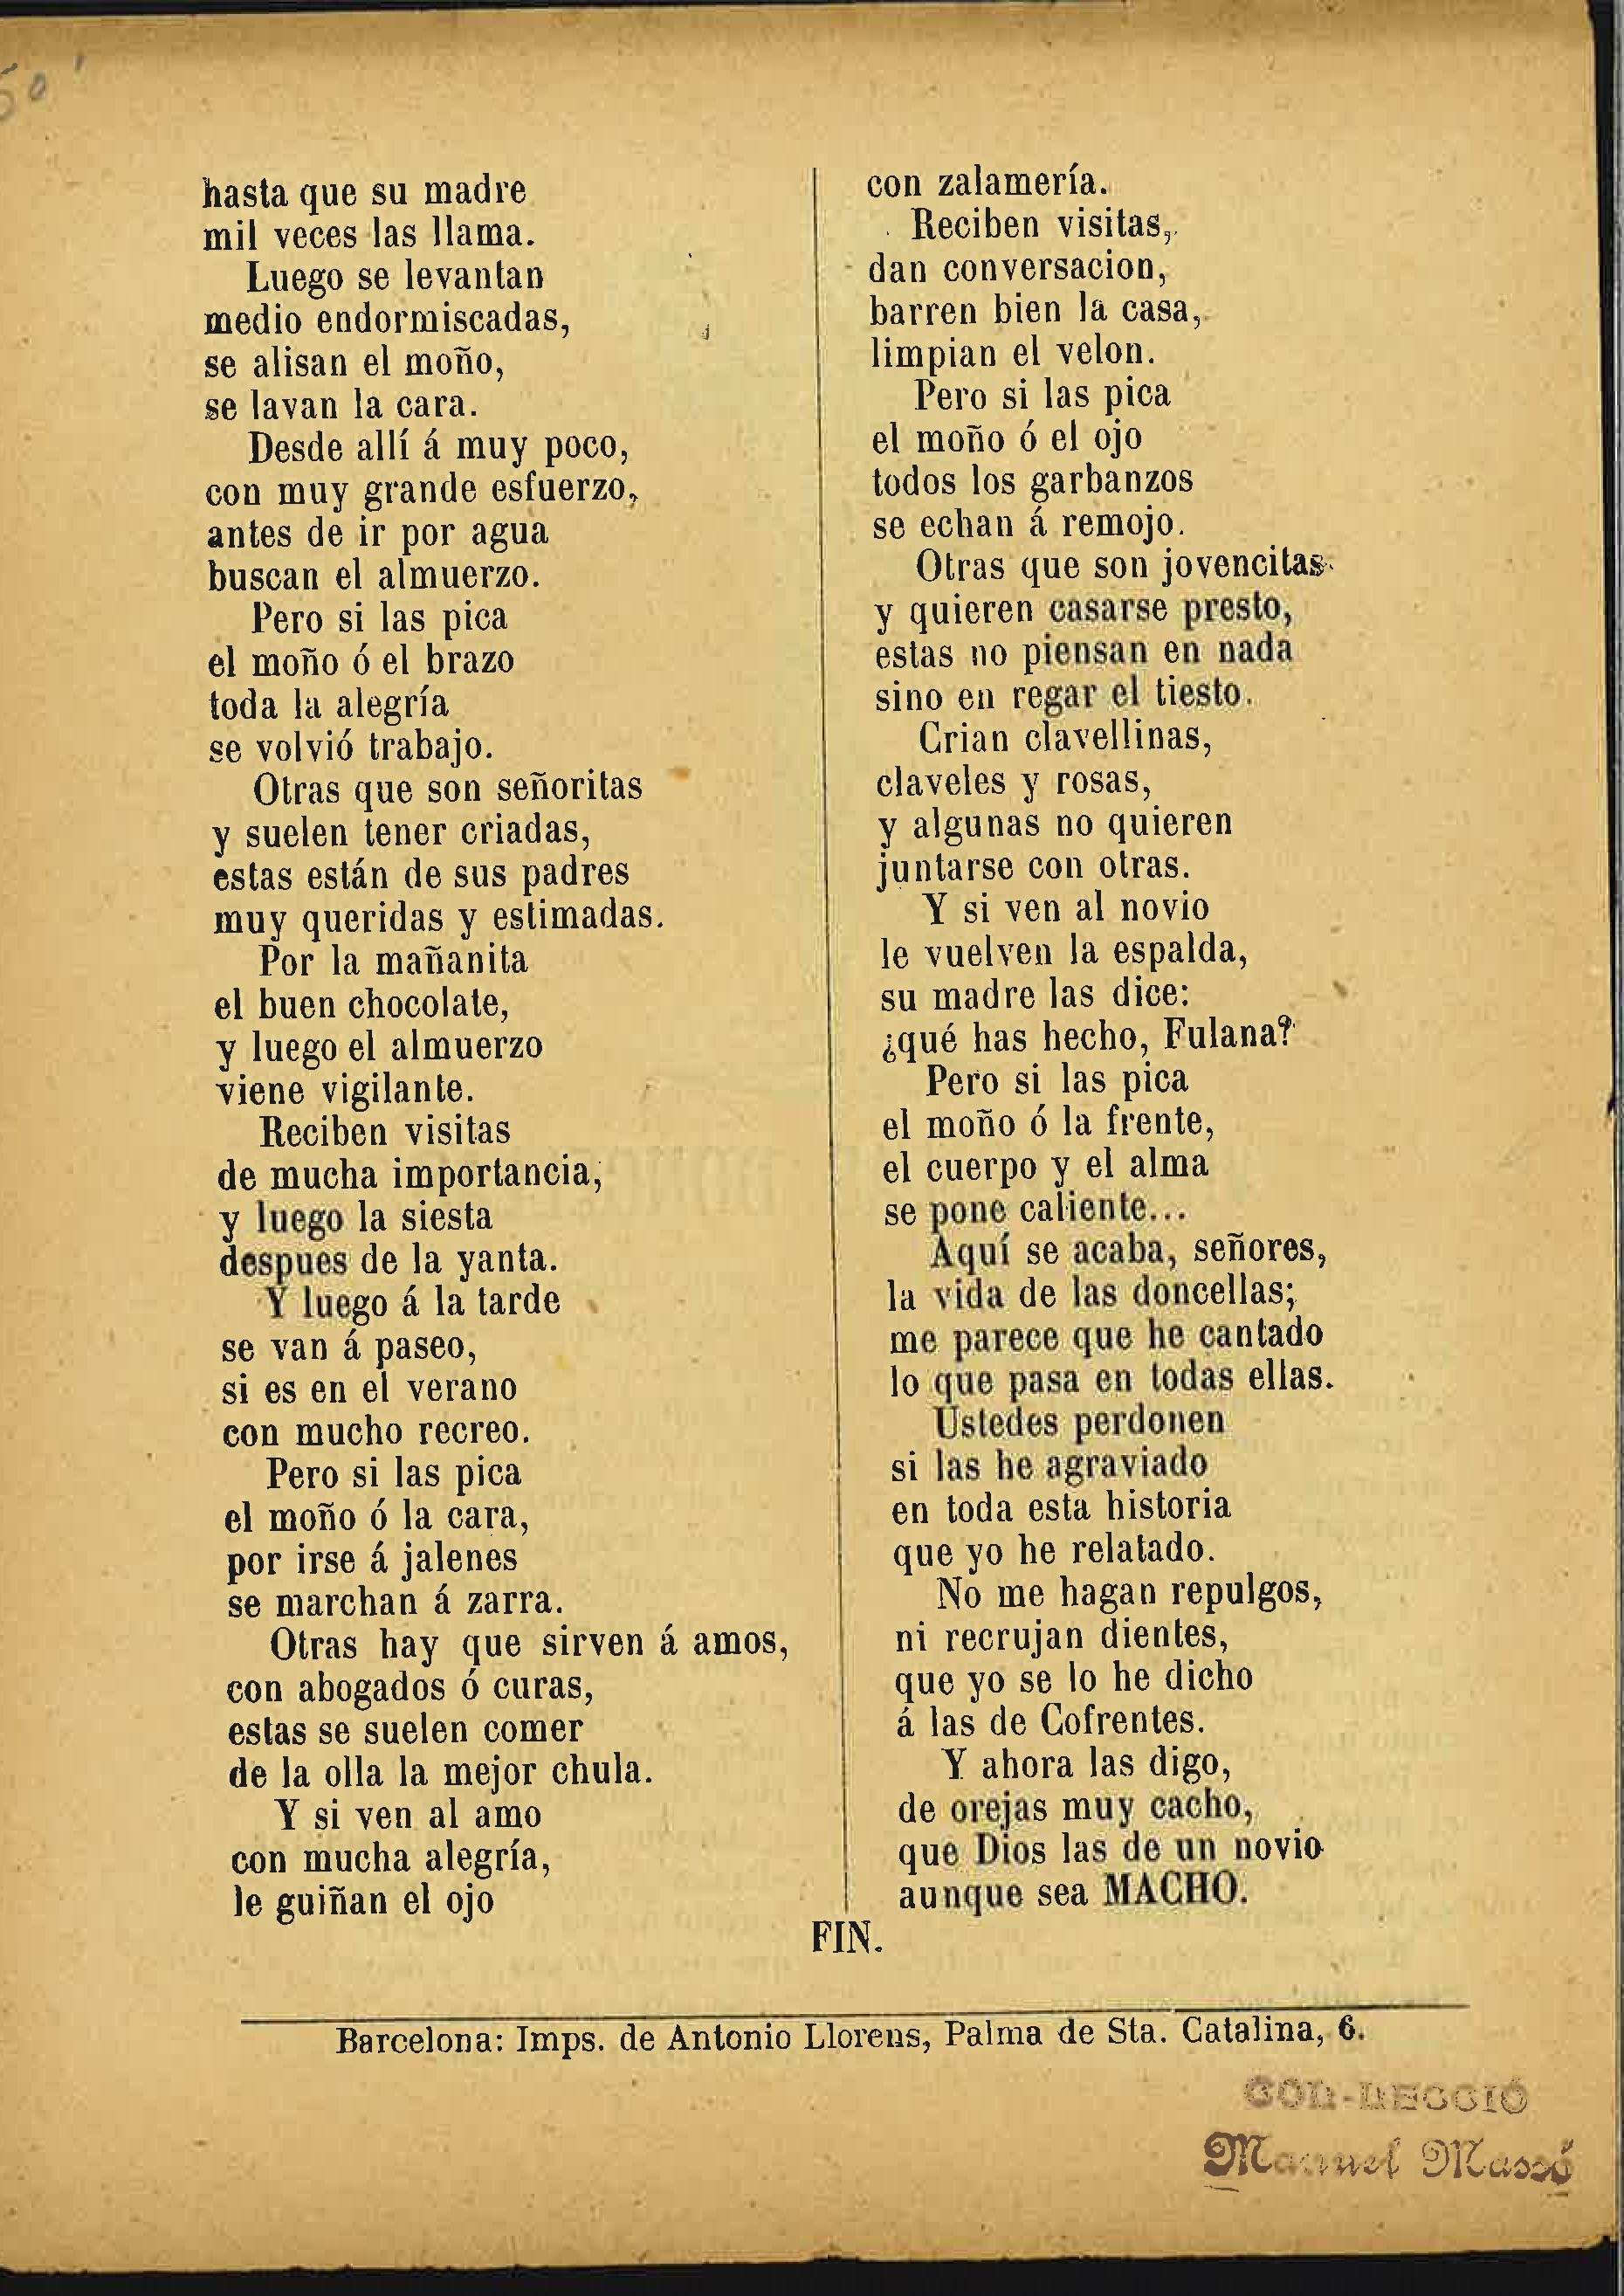 50
hasta que su madre
mil veces las llama.
Luego se levantan
medio endormiscadas,
se alisan el moño,
se lavan la cara.
Desde allí á muy poco,
con muy grande esfuerzo,
antes de ir por agua
buscan el almuerzo.
Pero si las pica
el moño ó el brazo
toda la alegría
se volvió trabajo.
Otras que son señoritas
y suelen tener criadas,
estas están de sus padres
muy queridas y estimadas.
Por la mañanita
el buen chocolate,
y luego el almuerzo
viene vigilante.
Reciben visitas
de mucha importancia,
y luego la siesta
despues de la yanta.
Y luego á la tarde
se van á paseo,
si es en el verano
con mucho recreo.
Pero si las pica
el moño ó la cara,
por irse á jalenes
se marchan á zarra.
Otras hay que sirven á amos,
con abogados ó curas,
estas se suelen comer
de la olla la mejor chula.
Y si ven al amo
con mucha alegría,
le guiñan el ojo
con zalamería.
Reciben visitas,
dan conversacion,
barren bien la casa,
limpian el velon.
Pero si las pica
el moño ó el ojo
todos los garbanzos
se echan á remojo.
Otras que son jovencitas
y quieren casarse presto,
estas no piensan en nada
sino en regar el tiesto.
Crian clavellinas,
claveles y rosas,
y algunas no quieren
juntarse con otras.
Y si ven al novio
le vuelven la espalda,
su madre las dice:
¿qué has hecho, Fulana?
Pero si las pica
el moño ó la frente,
el cuerpo y el alma
se pone caliente...
Aquí se acaba, señores,
la vida de las doncellas;
me parece que he cantado
lo que pasa en todas ellas.
Ustedes perdonen
si las he agraviado
en toda esta historia
que yo he relatado.
No me hagan repulgos,
ni recrujan dientes,
que yo se lo he dicho
á las de Cofrentes.
Y ahora las digo,
de orejas muy cacho,
que Dios las de un novio
aunque sea MACHO.
FIN.
Barcelona: Imps. de Antonio Llorens, Palma de Sta. Catalina, 6.
COL-LECCIÓ
Manuel Massó